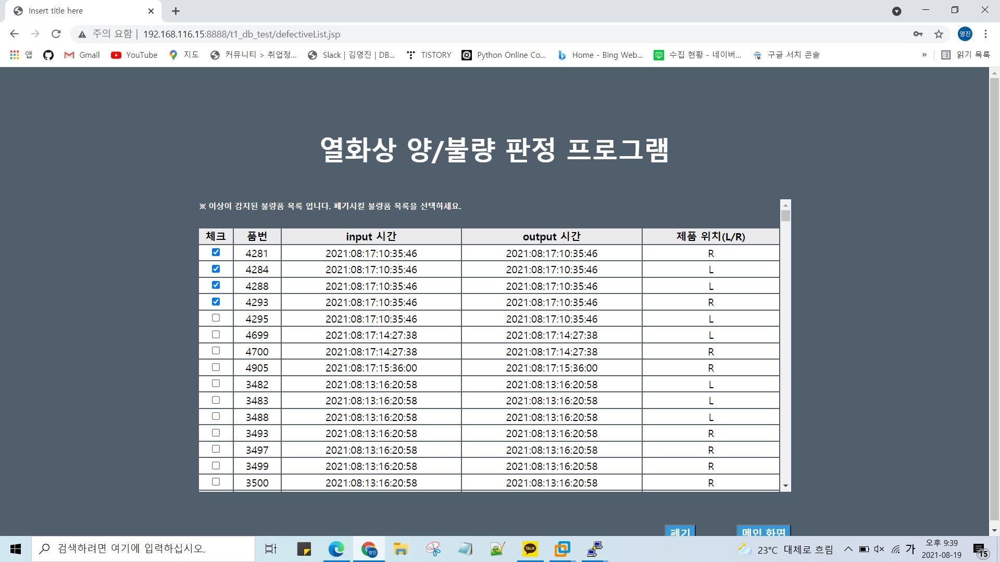 Insert title here
주의 요함 | 192.168.116.15:8888/t1_db_test/defectiveList.jsp
영진
앱 Gmail YouTube 지도 커뮤니티 > 취업정... Slack | 김영진 | DB... TISTORY Python Online Co... Home - Bing Web... 수집 현황 - 네이버... 구글 서치 콘솔 » 읽기 목록
열화상 양/불량 판정 프로그램
※ 이상이 감지된 불량품 목록 입니다. 폐기시킬 불량품 목록을 선택하세요.
체크 품번 input 시간 output 시간 제품 위치(L/R)
4281 2021:08:17:10:35:46 2021:08:17:10:35:46 R
4284 2021:08:17:10:35:46 2021:08:17:10:35:46 L
4288 2021:08:17:10:35:46 2021:08:17:10:35:46 L
4293 2021:08:17:10:35:46 2021:08:17:10:35:46 R
4295 2021:08:17:10:35:46 2021:08:17:10:35:46 L
4699 2021:08:17:14:27:38 2021:08:17:14:27:38 L
4700 2021:08:17:14:27:38 2021:08:17:14:27:38 R
4905 2021:08:17:15:36:00 2021:08:17:15:36:00 R
3482 2021:08:13:16:20:58 2021:08:13:16:20:58 L
3483 2021:08:13:16:20:58 2021:08:13:16:20:58 L
3488 2021:08:13:16:20:58 2021:08:13:16:20:58 L
3493 2021:08:13:16:20:58 2021:08:13:16:20:58 R
3497 2021:08:13:16:20:58 2021:08:13:16:20:58 R
3499 2021:08:13:16:20:58 2021:08:13:16:20:58 R
3500 2021:08:13:16:20:58 2021:08:13:16:20:58 R
폐기 메인 화면
검색하려면 여기에 입력하십시오.
영진
TALK
23°C 대체로 흐림
가
오후 9:39
2021-08-19
15